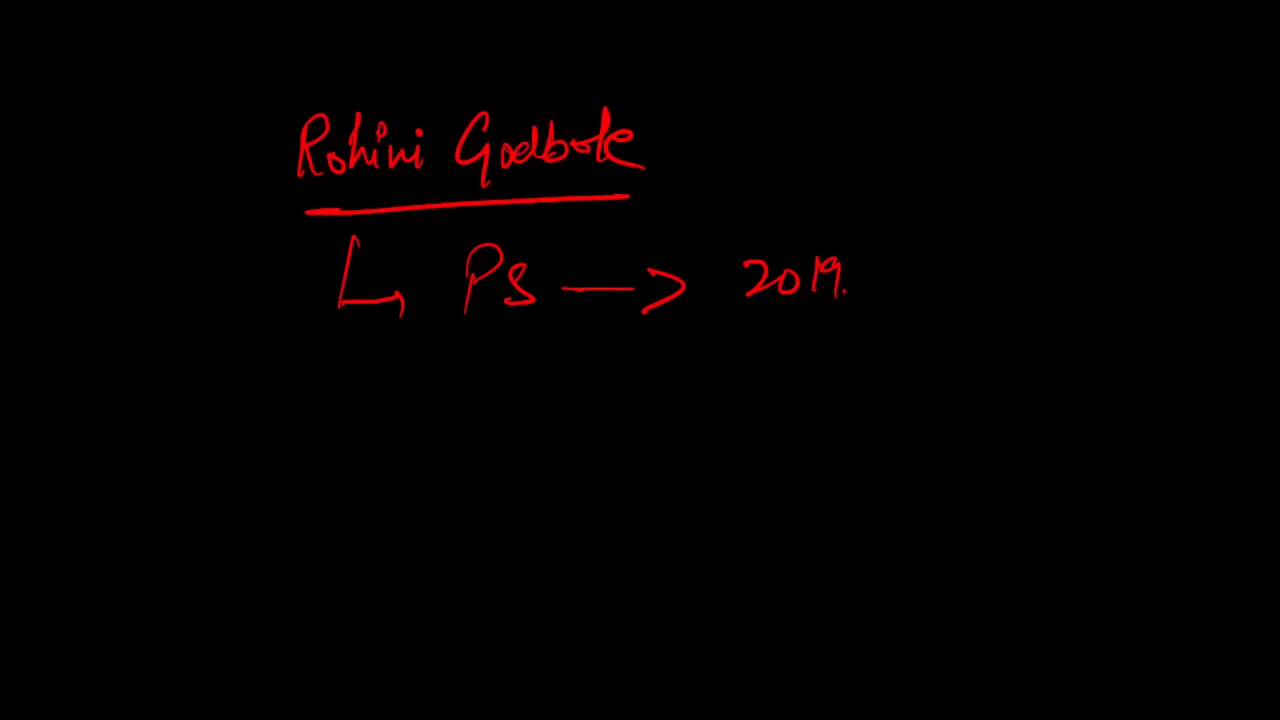 Rohini Godbole
↳ PS → 2019.